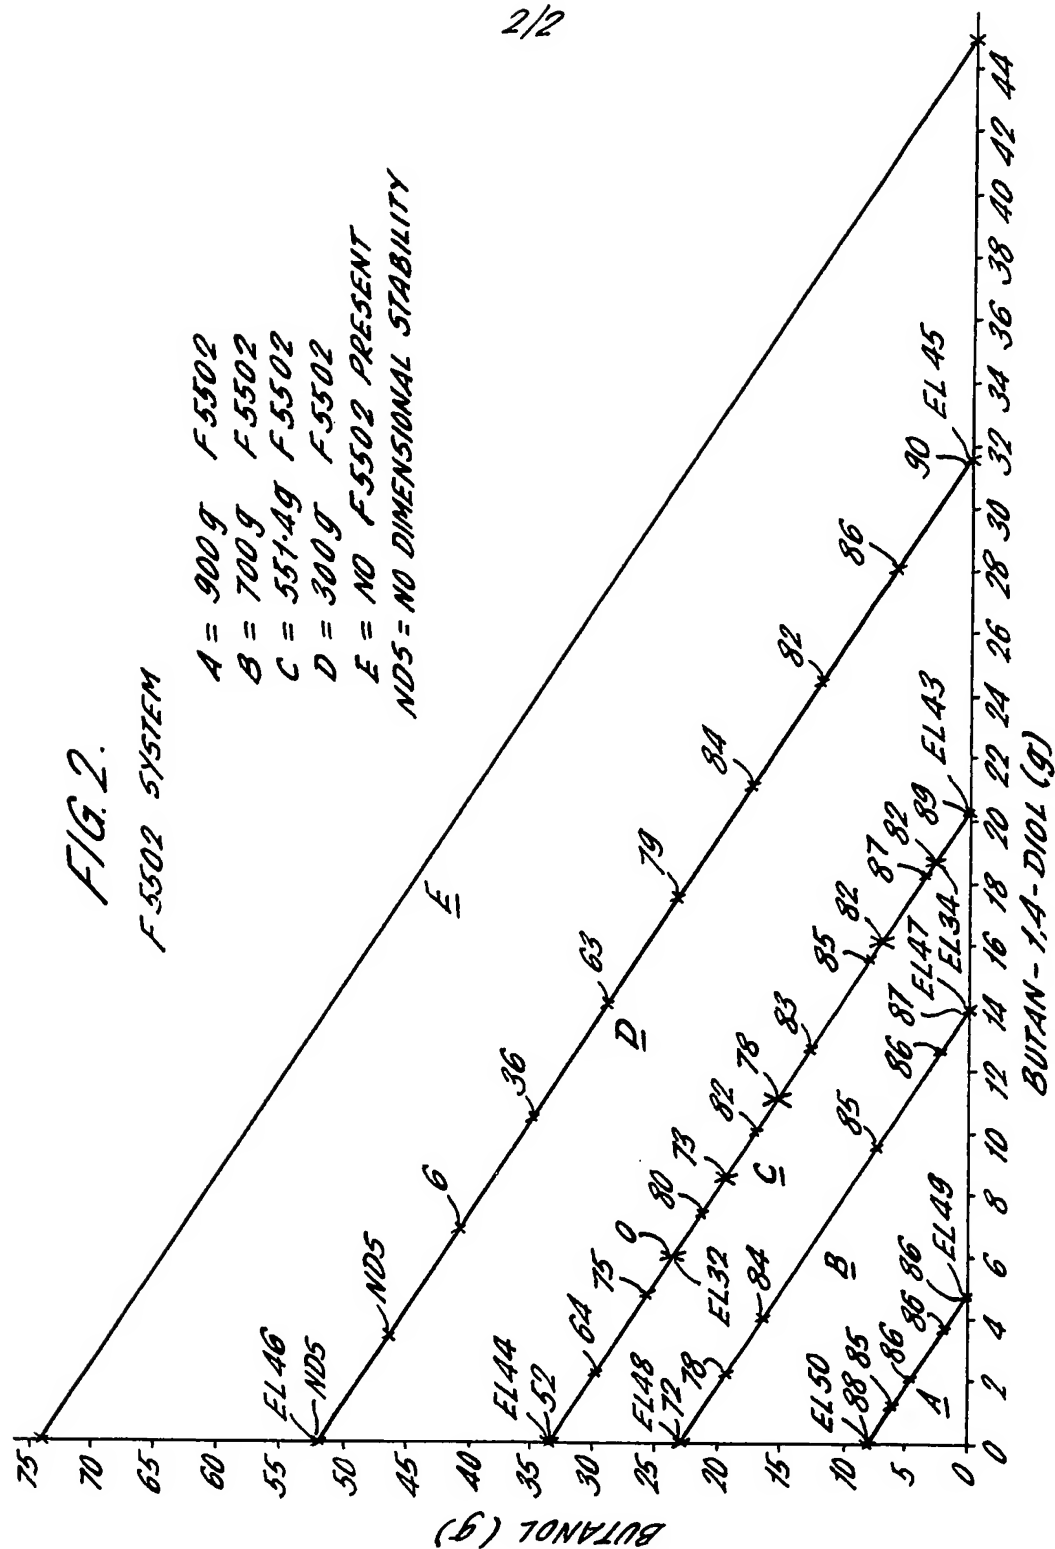 2/2
FIG. 2.
F5502 SYSTEM
A = 900g F5502
B = 700g F5502
C = 551·4g F5502
D = 300g F5502
E = NO F5502 PRESENT
NDS = NO DIMENSIONAL STABILITY
BUTANOL (g)
75
70
65
60
55
50
45
40
35
30
25
20
15
10
5
0
E
EL46
NDS
NDS
6
36
63
79
84
82
86
90
EL45
D
EL44
52
64
75
0
EL32
80
73
82
78
83
85
82
87
82
89
EL43
EL34
C
EL48
72
78
84
85
86
87
EL47
B
EL50
88
85
86
86
86
EL49
A
0
2
4
6
8
10
12
14
16
18
20
22
24
26
28
30
32
34
36
38
40
42
44
BUTAN-1,4-DIOL (g)